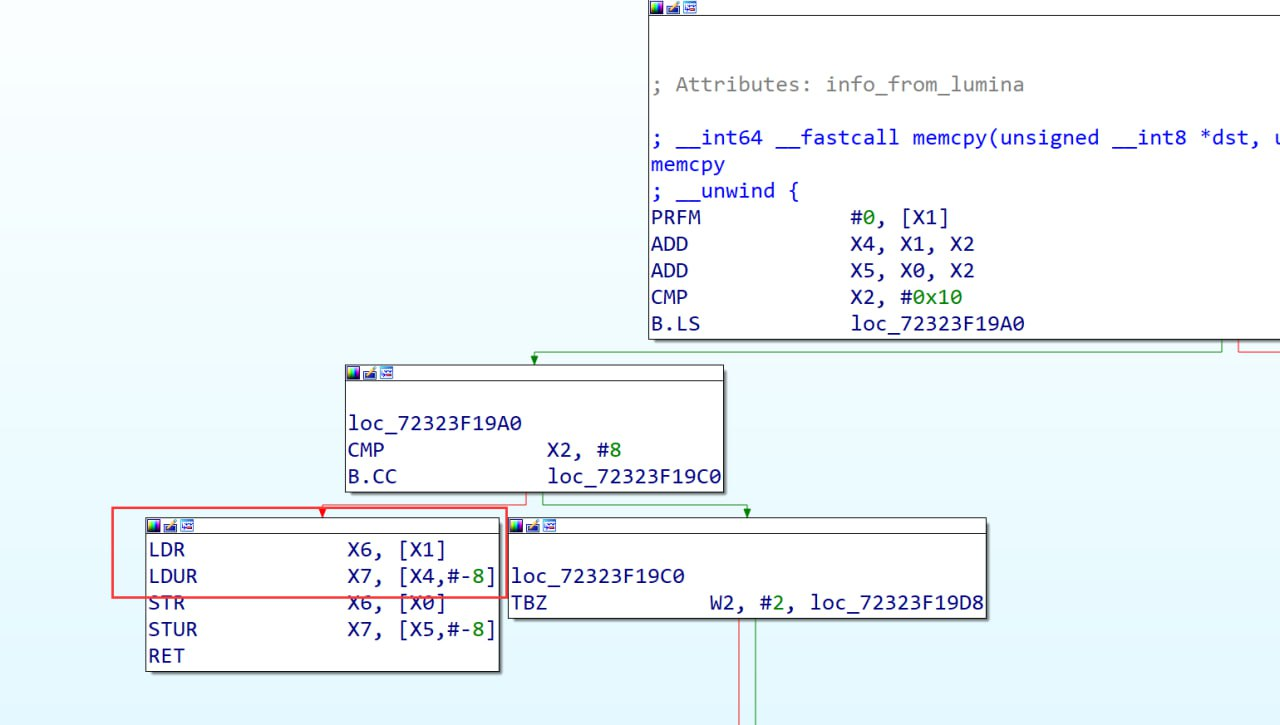 ; Attributes: info_from_lumina
; __int64 __fastcall memcpy(unsigned __int8 *dst, u
memcpy
; __unwind {
PRFM #0, [X1]
ADD X4, X1, X2
ADD X5, X0, X2
CMP X2, #0x10
B.LS loc_72323F19A0
loc_72323F19A0
CMP X2, #8
B.CC loc_72323F19C0
LDR X6, [X1]
LDUR X7, [X4,#-8]
STR X6, [X0]
STUR X7, [X5,#-8]
RET
loc_72323F19C0
TBZ W2, #2, loc_72323F19D8